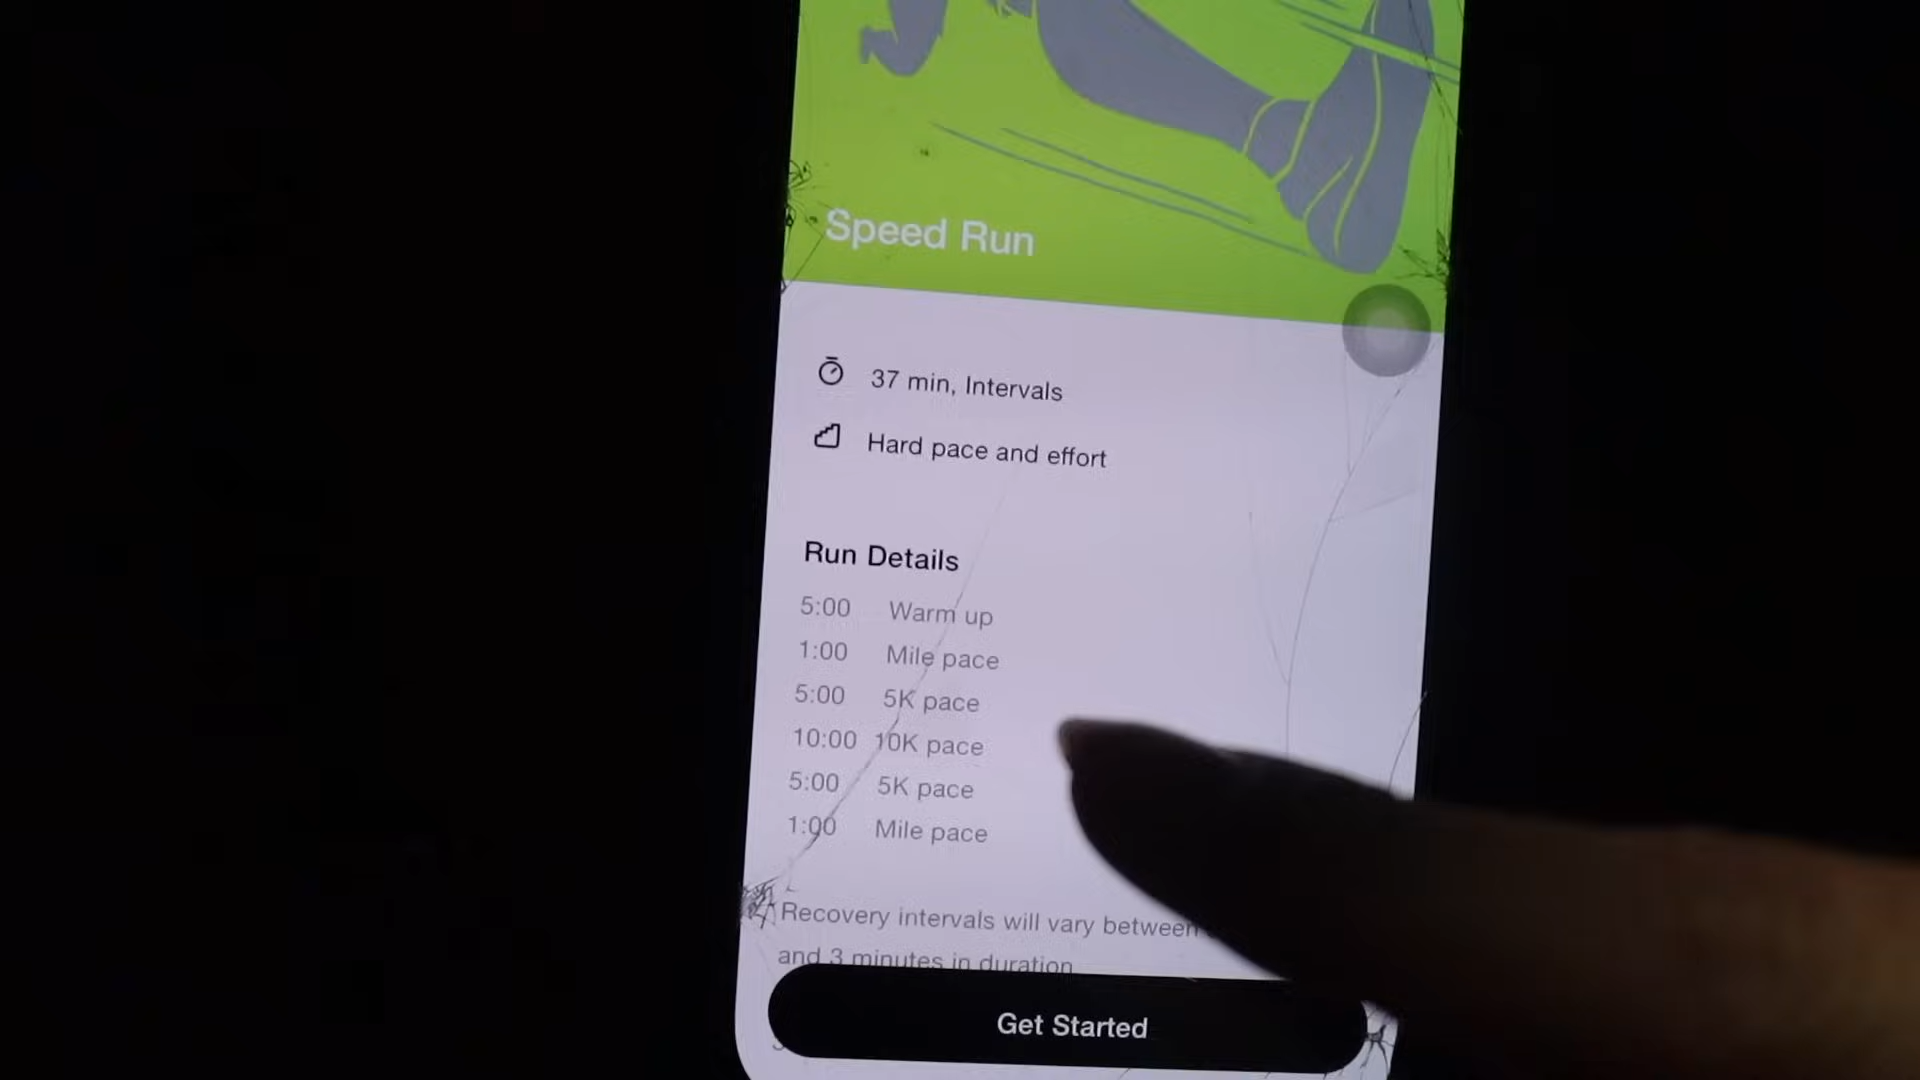 Speed Run
37 min, Intervals
Hard pace and effort
Run Details
5:00 Warm up
1:00 Mile pace
5:00 5K pace
10:00 10K pace
5:00 5K pace
1:00 Mile pace
Recovery intervals will vary between
and 3 minutes in duration
Get Started